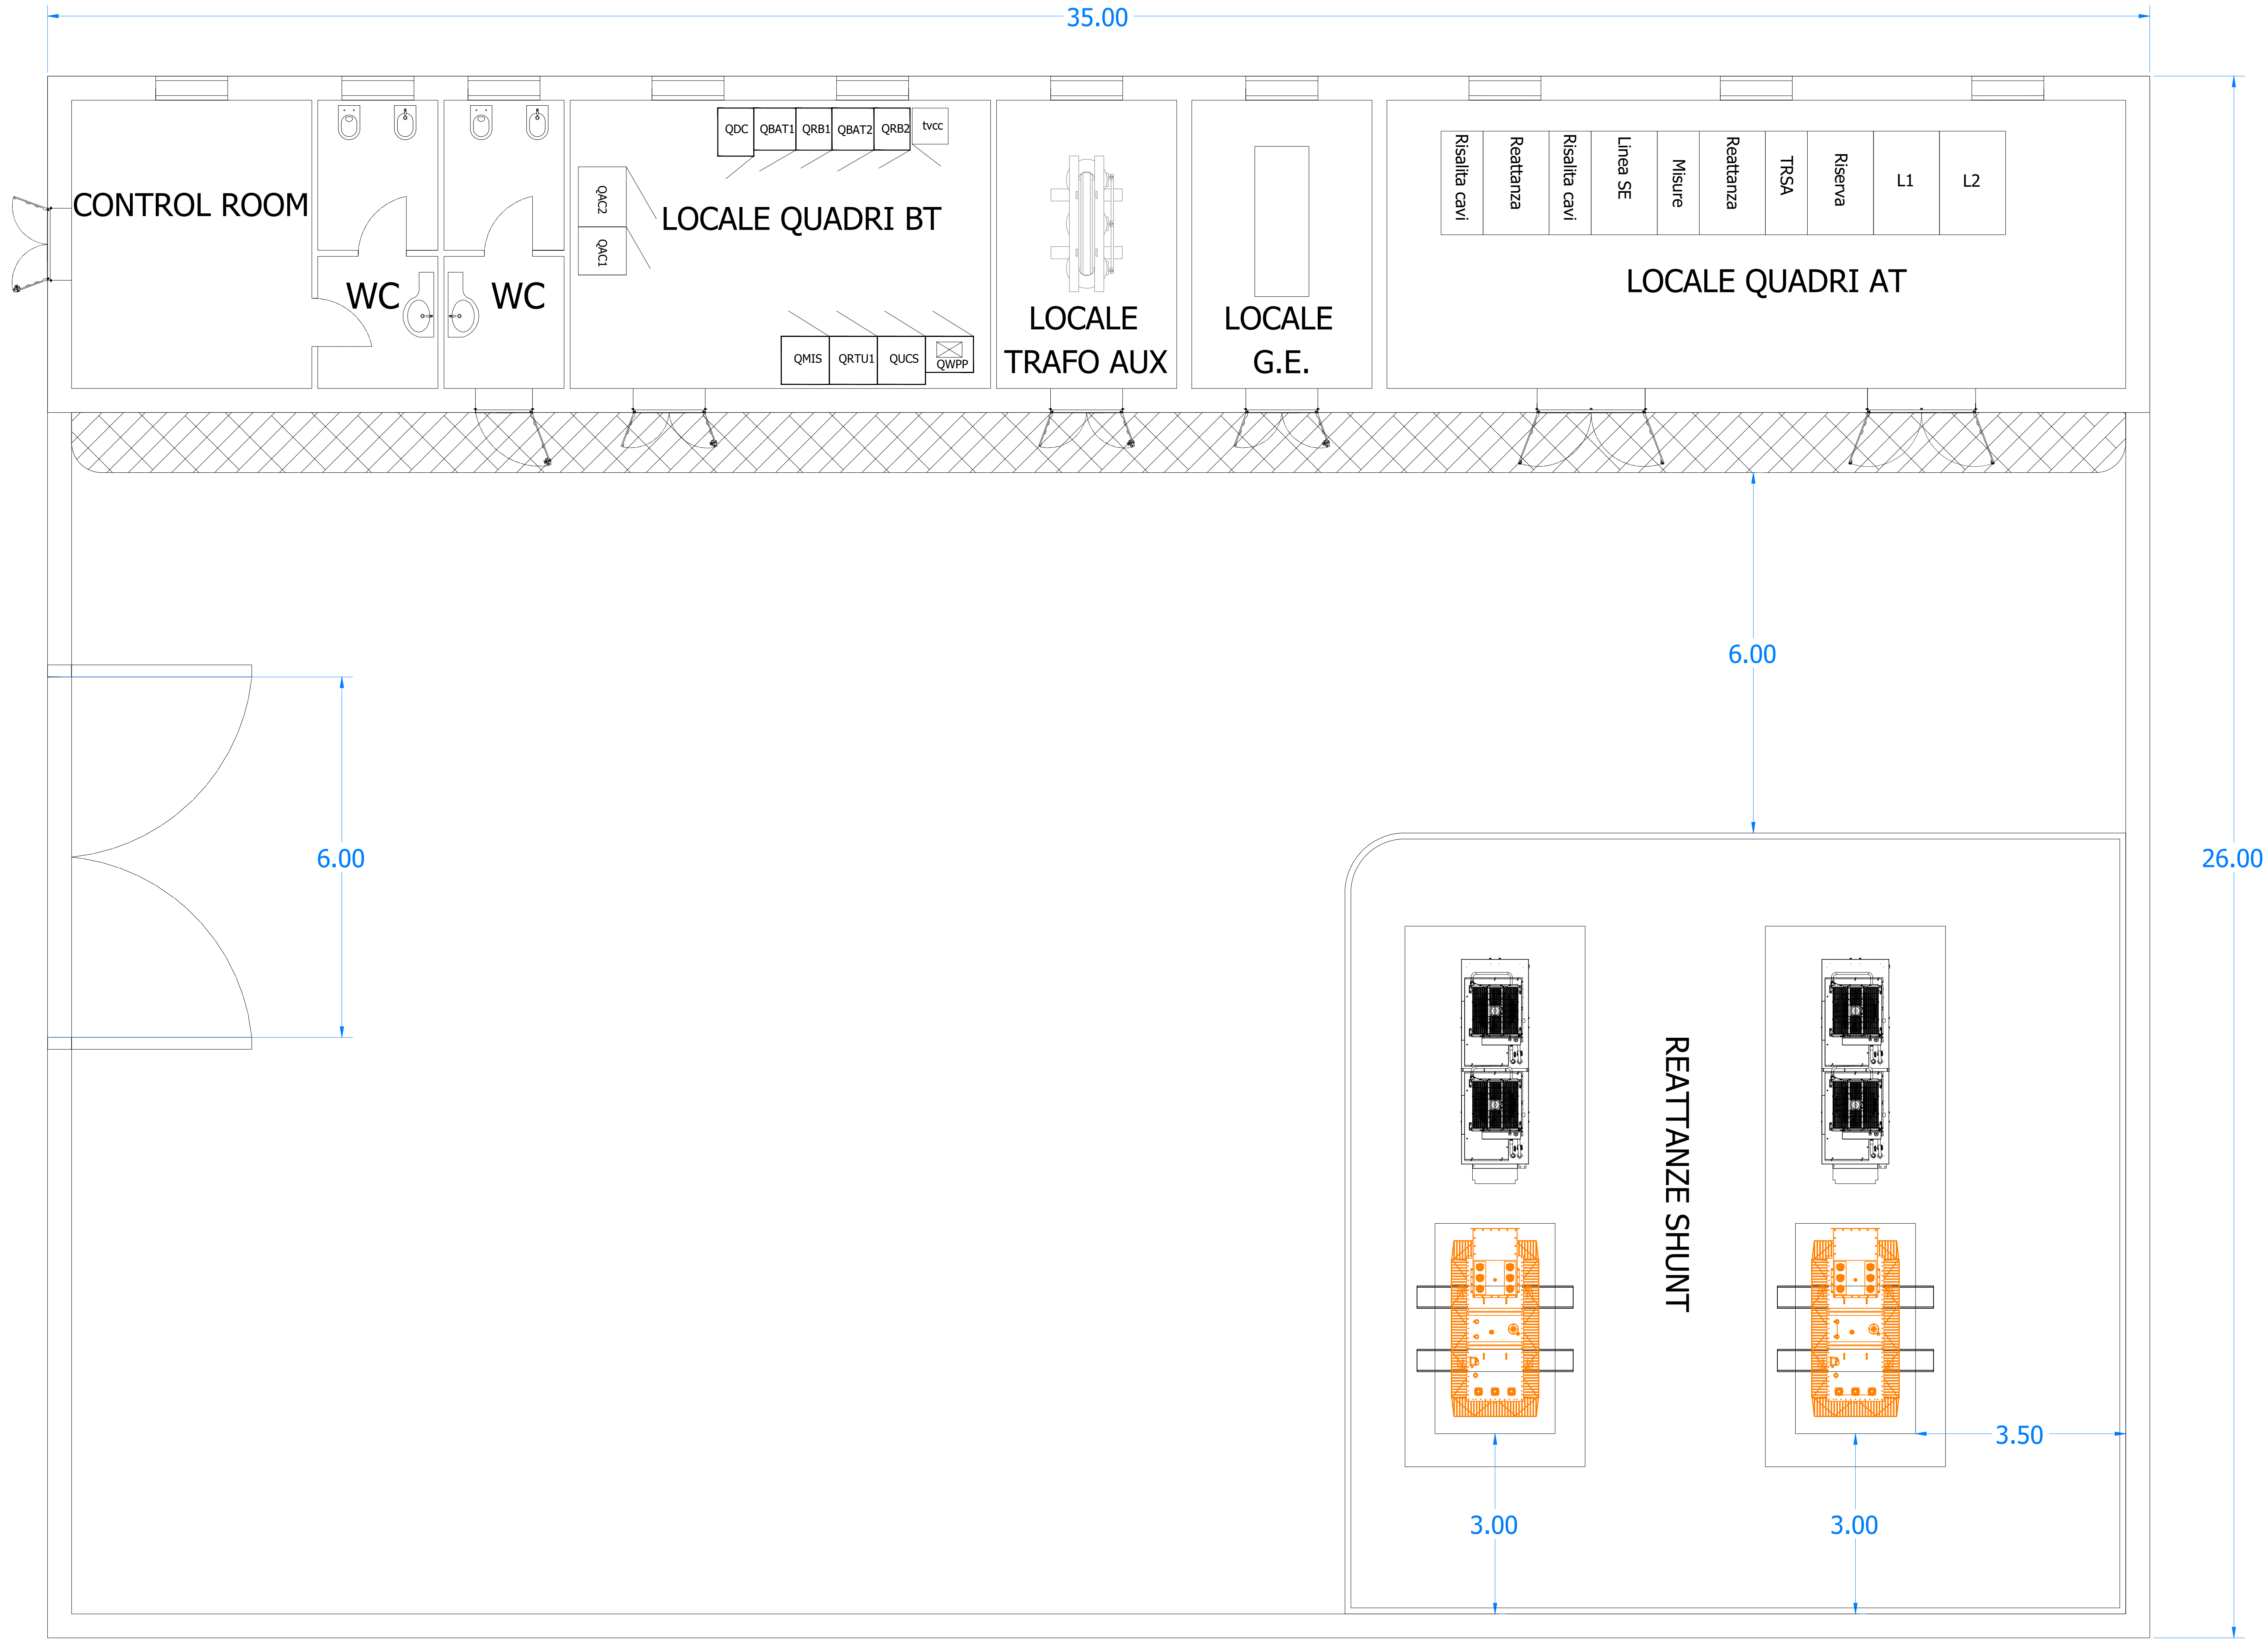 35.00
QDC
QBAT1
QRB1
QBAT2
QRB2
tvcc
Risalita cavi
Reattanza
Risalita cavi
Linea SE
Misure
Reattanza
TRSA
Riserva
L1
L2
CONTROL ROOM
QAC2
LOCALE QUADRI BT
QAC1
LOCALE QUADRI AT
WC
WC
LOCALE
TRAFO AUX
LOCALE
G.E.
QMIS
QRTU1
QUCS
QWPP
6.00
6.00
26.00
REATTANZE SHUNT
3.50
3.00
3.00